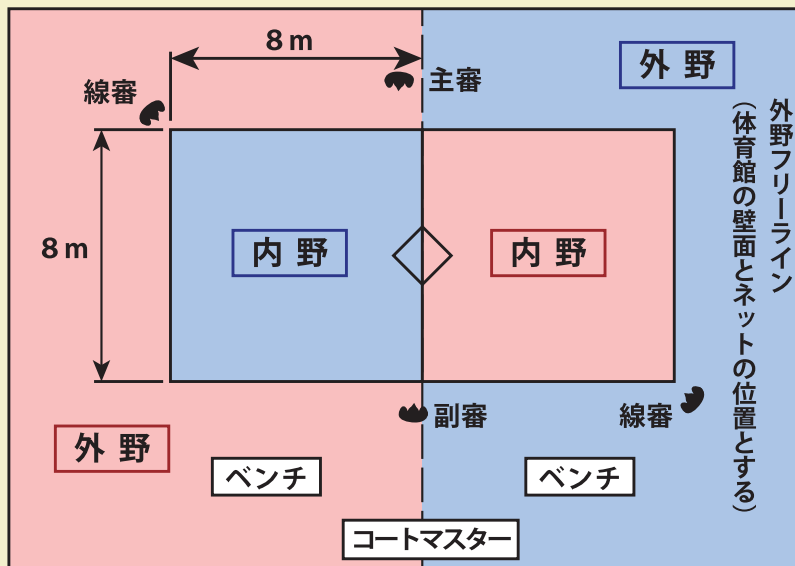 8m
外野
線審
主審
外野フリーライン
（体育館の壁面とネットの位置とする）
8m
内野
内野
副審
線審
外野
ベンチ
ベンチ
コートマスター